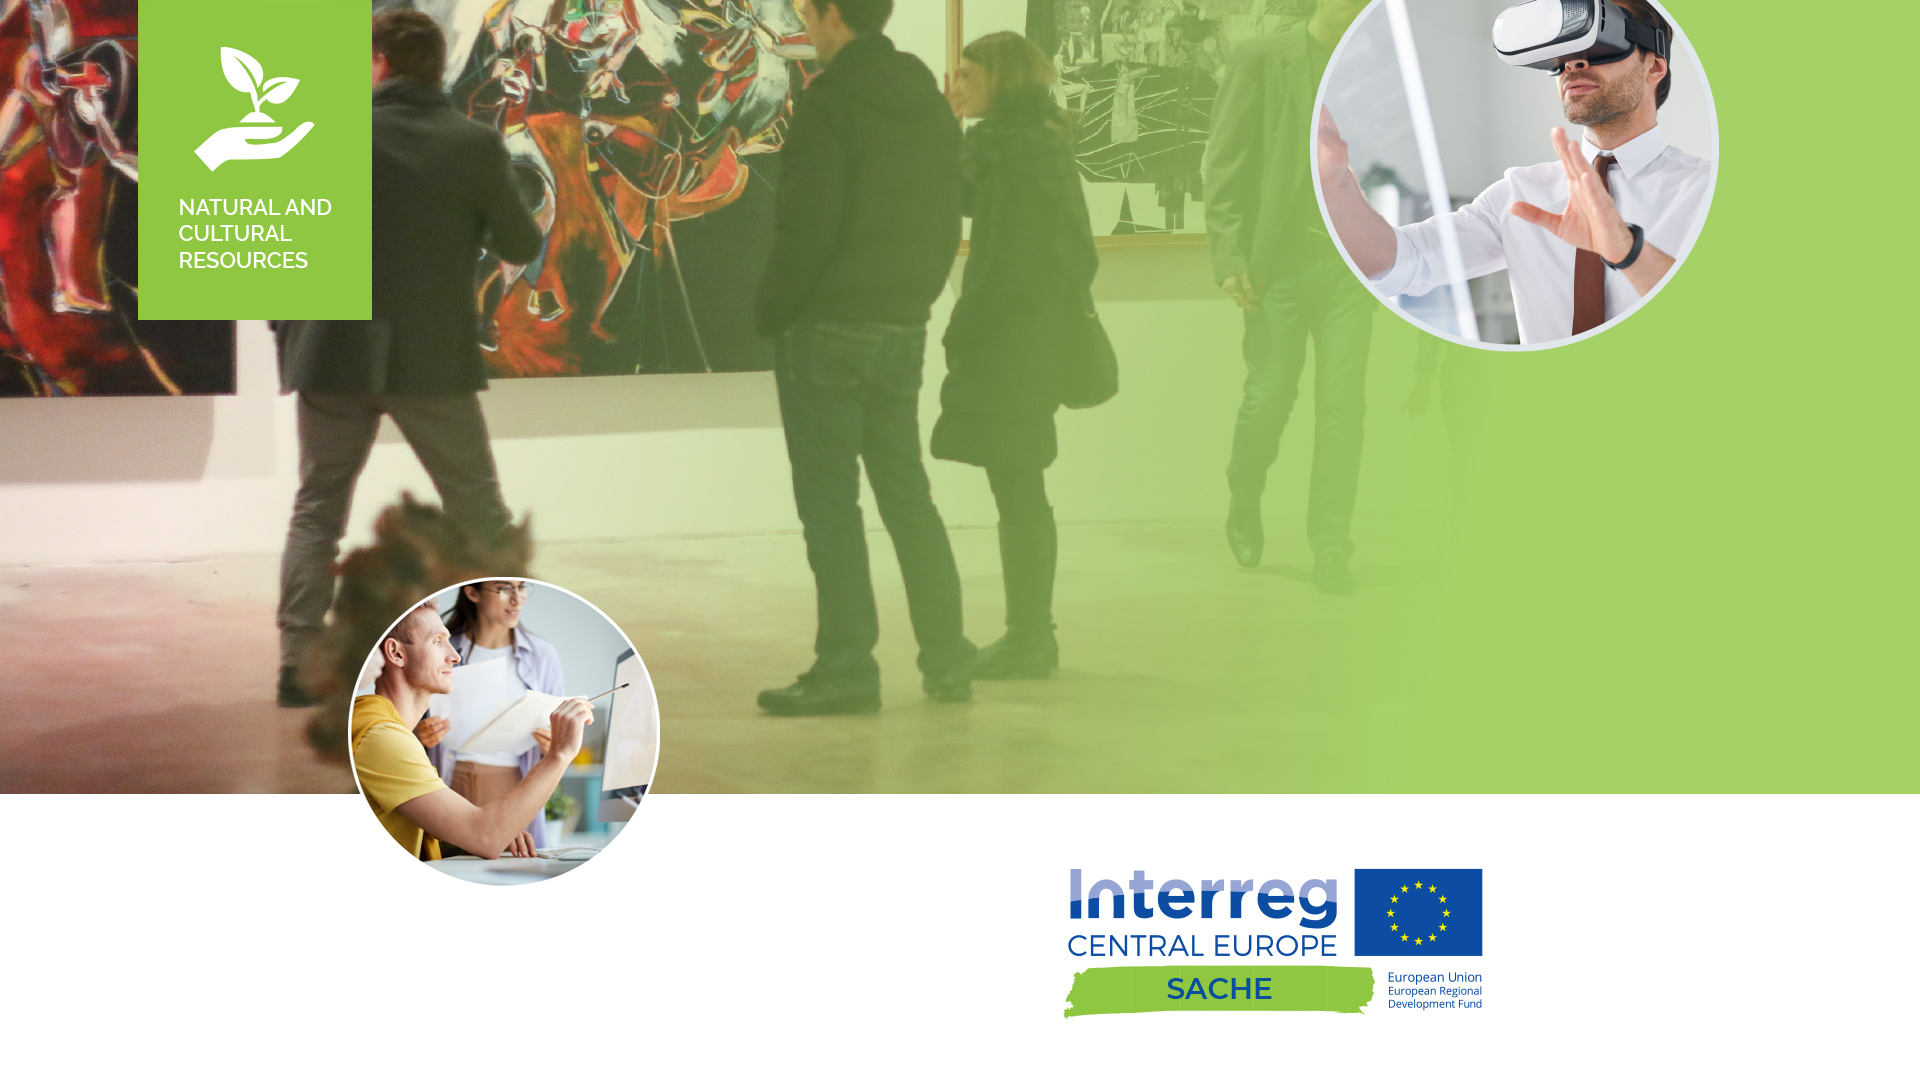 NATURAL AND
CULTURAL
RESOURCES
Interreg
CENTRAL EUROPE
SACHE
European Union
European Regional
Development Fund